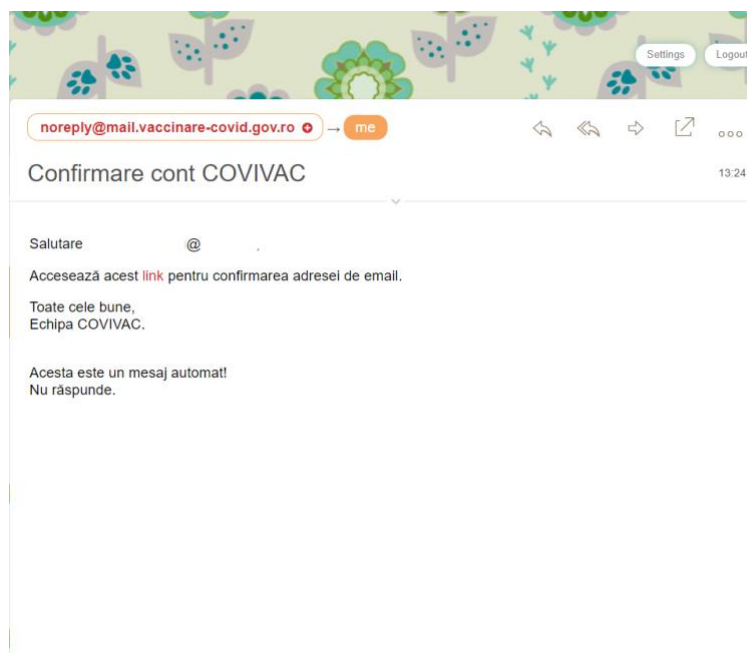 Settings
Logout
noreply@mail.vaccinare-covid.gov.ro → me
Confirmare cont COVIVAC
13:24
Salutare @ .
Accesează acest link pentru confirmarea adresei de email.
Toate cele bune,
Echipa COVIVAC.
Acesta este un mesaj automat!
Nu răspunde.